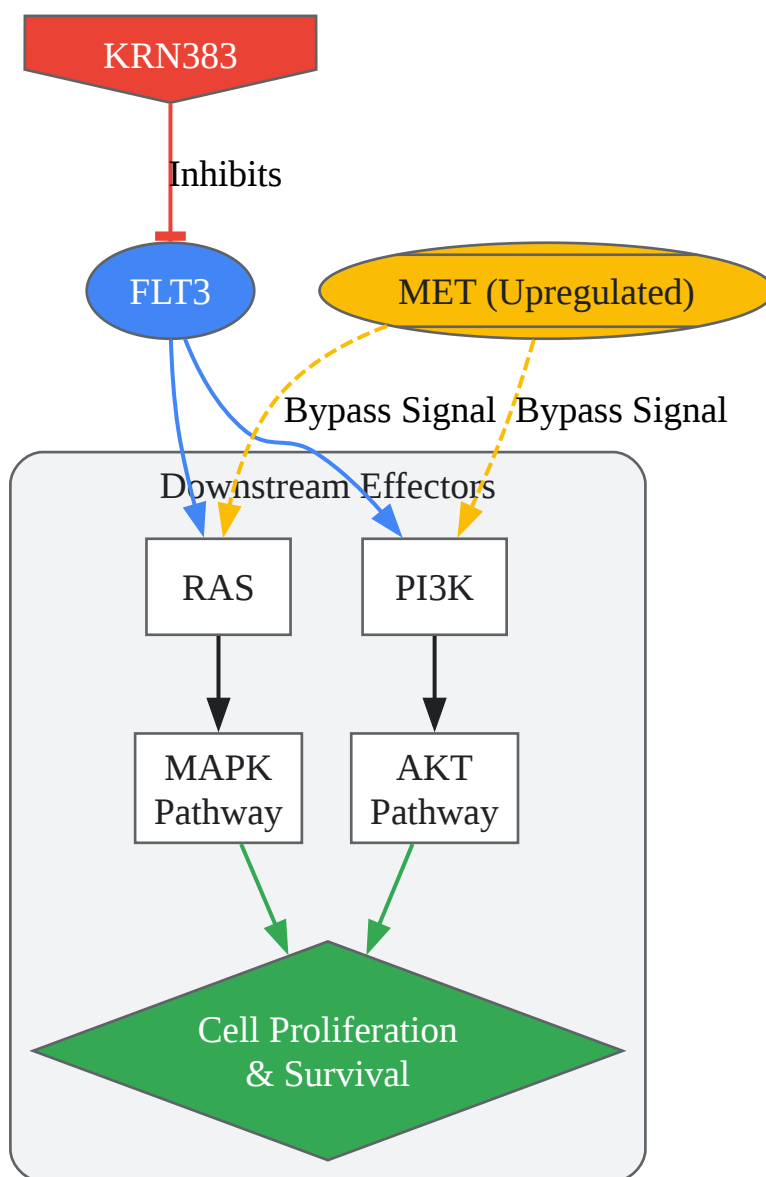 KRN383
Inhibits
FLT3
MET (Upregulated)
Bypass Signal
Bypass Signal
Downstream Effectors
RAS
PI3K
MAPK
Pathway
AKT
Pathway
Cell Proliferation
& Survival